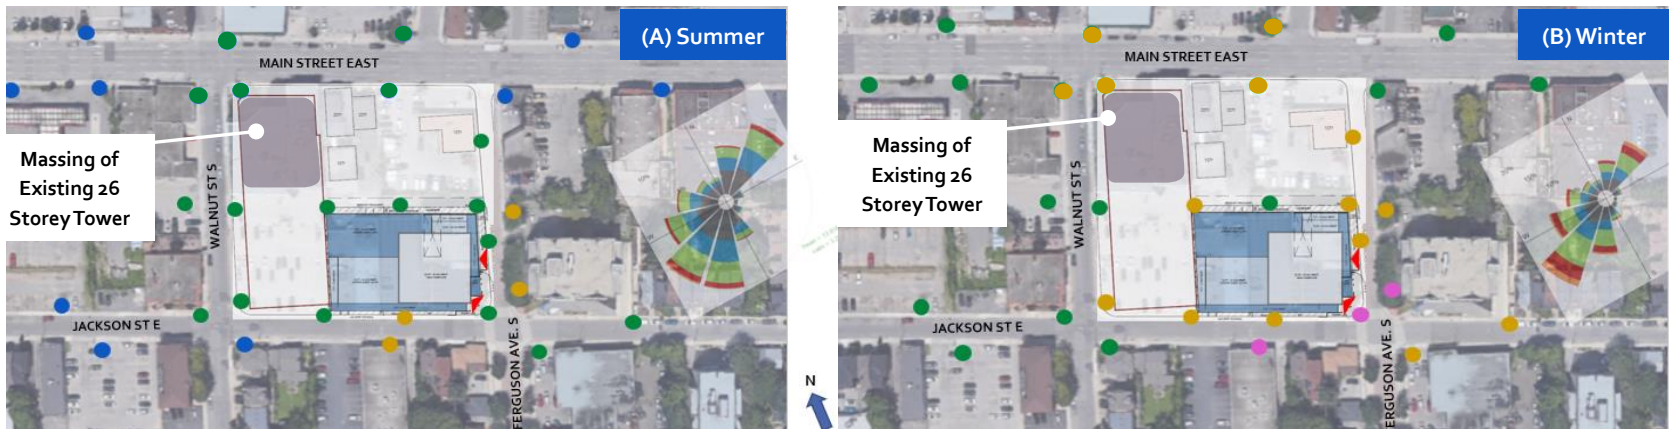 (A) Summer
MAIN STREET EAST
Massing of
Existing 26
Storey Tower
WALNUT ST S
JACKSON ST E
FERGUSON AVE. S
N
(B) Winter
MAIN STREET EAST
Massing of
Existing 26
Storey Tower
WALNUT ST S
JACKSON ST E
FERGUSON AVE. S